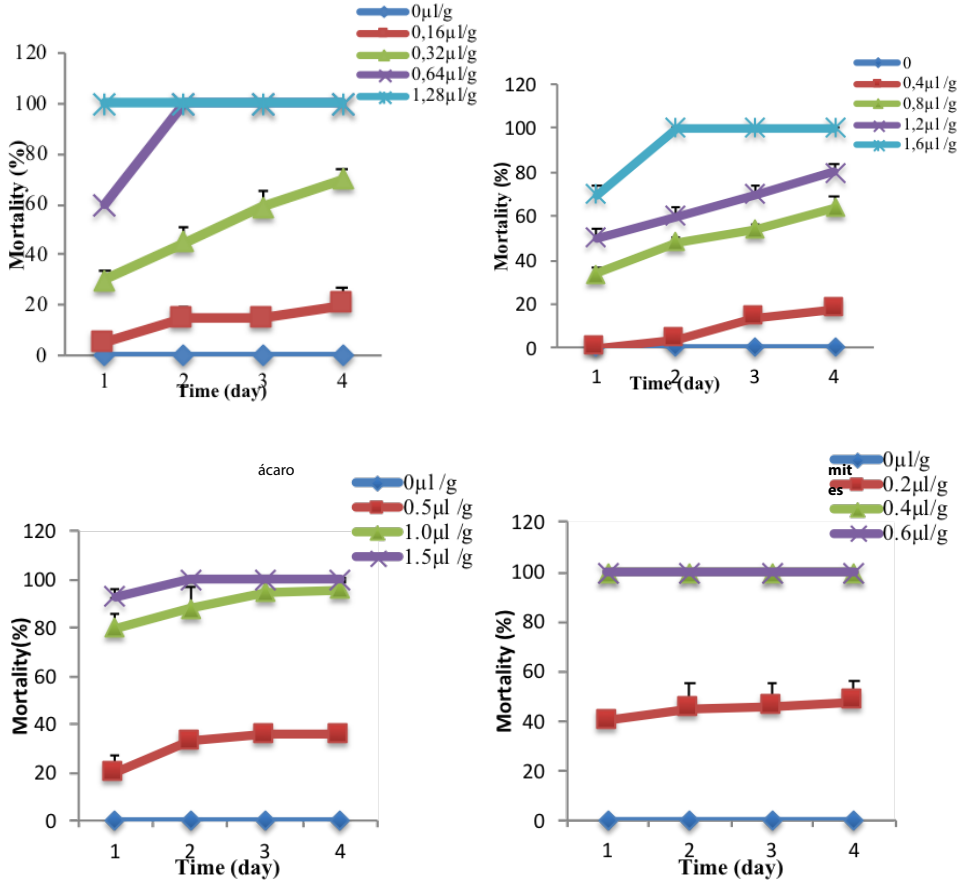 0µl/g
0,16µl/g
0,32µl/g
0,64µl/g
1,28µl/g
120
100
80
60
40
20
0
Mortality (%)
1 2 3 4
Time (day)
0
0,4µl/g
0,8µl/g
1,2µl/g
1,6µl/g
120
100
80
60
40
20
0
Mortality (%)
1 2 3 4
Time (day)
ácaro
0µl /g
0.5µl /g
1.0µl /g
1.5µl /g
120
100
80
60
40
20
0
Mortality(%)
1 2 3 4
Time (day)
mit
es
0µl/g
0.2µl/g
0.4µl/g
0.6µl/g
120
100
80
60
40
20
0
Mortality (%)
1 2 3 4
Time (day)